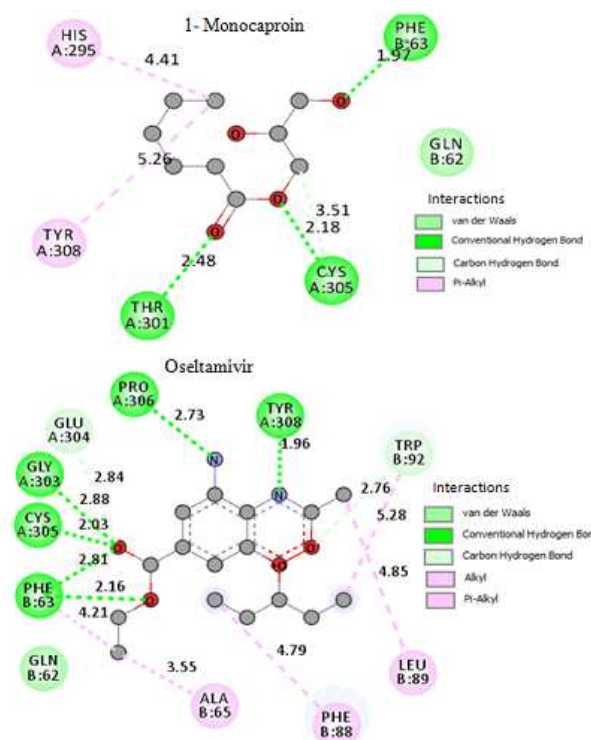 1- Monocaproin
HIS
A:295
PHE
B:63
4.41
1.97
GLN
B:62
5.26
Interactions
van der Waals
Conventional Hydrogen Bond
Carbon Hydrogen Bond
Pi-Alkyl
TYR
A:308
3.51
2.18
2.48
CYS
A:305
THR
A:301
Oseltamivir
PRO
A:306
TYR
A:308
GLU
A:304
2.73
1.96
TRP
B:92
GLY
A:303
N
2.84
2.88
N
2.76
5.28
Interactions
van der Waals
Conventional Hydrogen Bon
Carbon Hydrogen Bond
Alkyl
Pi-Alkyl
CYS
A:305
2.03
2.81
4.85
PHE
B:63
2.16
4.21
GLN
B:62
3.55
4.79
LEU
B:89
ALA
B:65
PHE
B:88